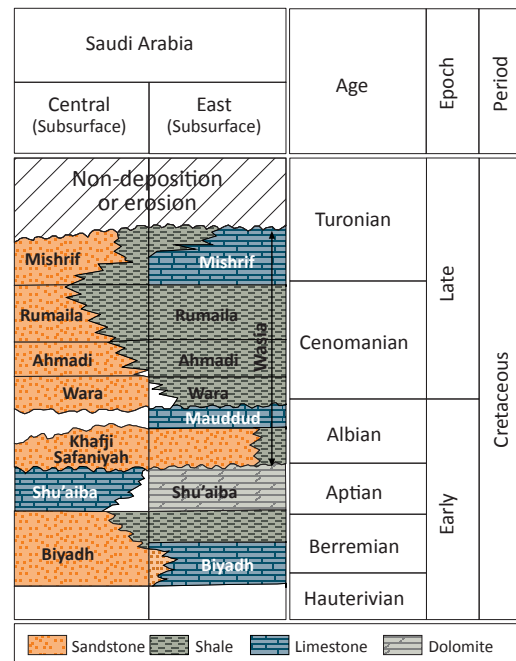 Saudi Arabia
Central
(Subsurface)
East
(Subsurface)
Age
Epoch
Period
Non-deposition
or erosion
Mishrif
Mishrif
Rumaila
Rumaila
Ahmadi
Ahmadi
Wara
Wara
Mauddud
Khafji
Safaniyah
Shu'aiba
Shu'aiba
Biyadh
Biyadh
Wasia
Turonian
Cenomanian
Albian
Aptian
Berremian
Hauterivian
Late
Early
Cretaceous
Sandstone
Shale
Limestone
Dolomite